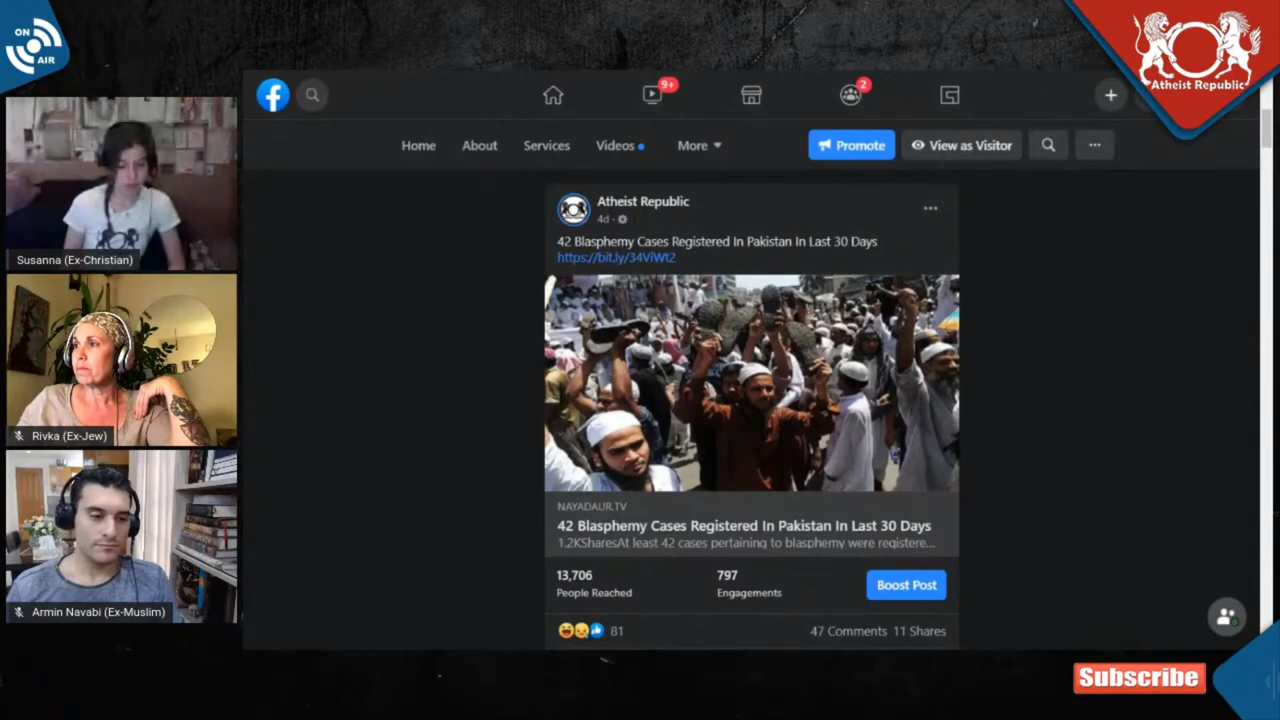 ON
AIR
Atheist Republic
9+
2
Home
About
Services
Videos
More
Promote
View as Visitor
Atheist Republic
4d
42 Blasphemy Cases Registered In Pakistan In Last 30 Days
https://bit.ly/34ViWt2
Susanna (Ex-Christian)
Rivka (Ex-Jew)
Armin Navabi (Ex-Muslim)
NAYADAUR.TV
42 Blasphemy Cases Registered In Pakistan In Last 30 Days
1.2KSharesAt least 42 cases pertaining to blasphemy were registere...
13,706
People Reached
797
Engagements
Boost Post
81
47 Comments 11 Shares
Subscribe